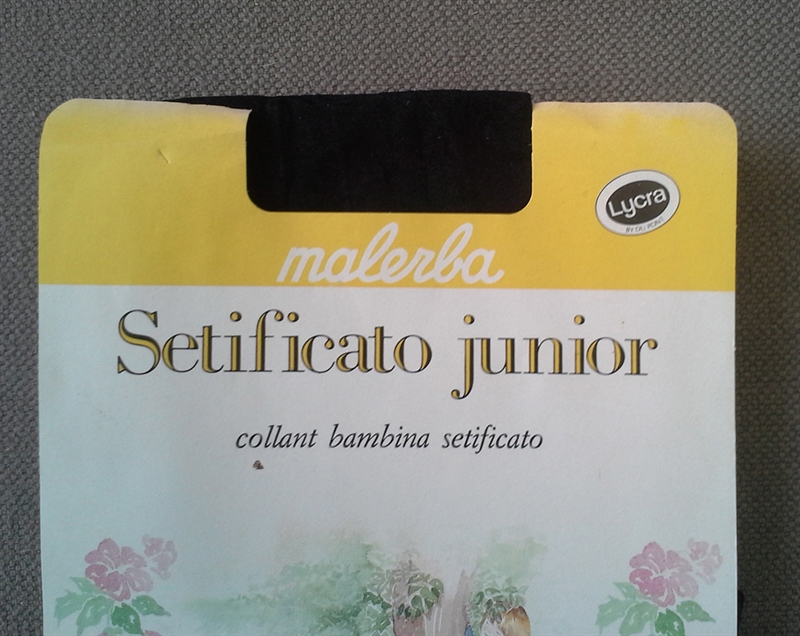 Lycra
BY DU PONT
malerba
Setificato junior
collant bambina setificato